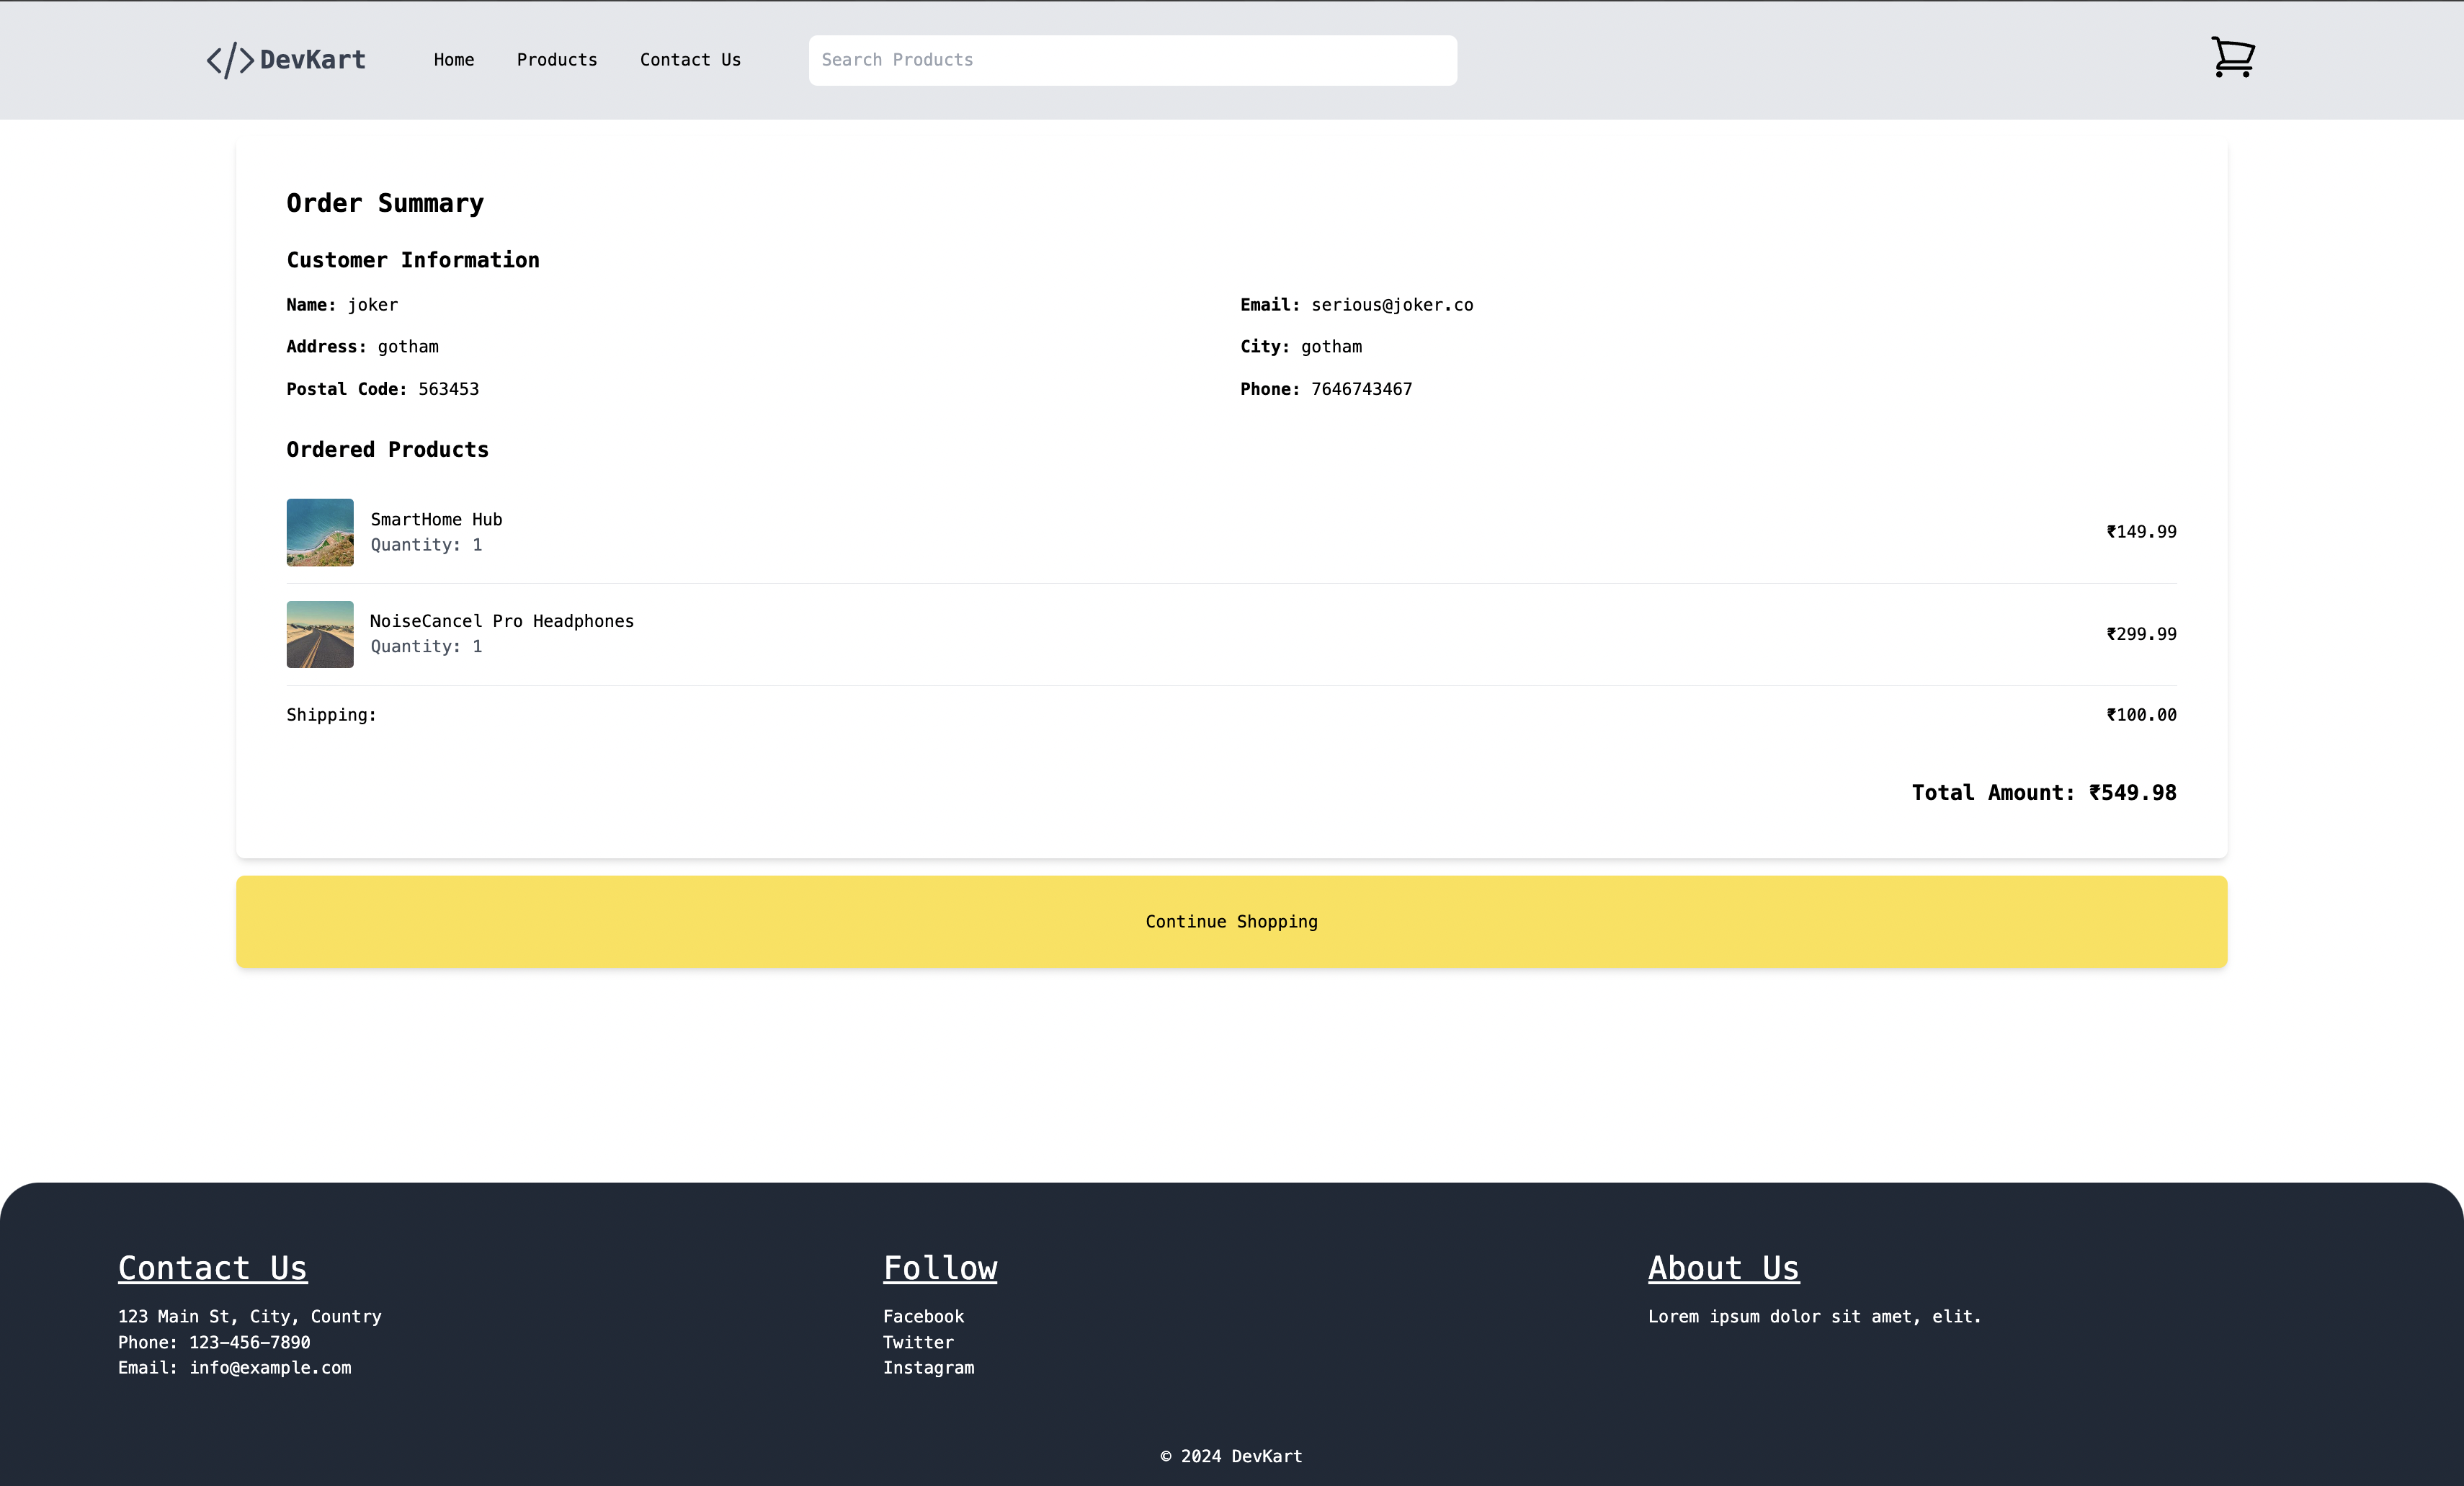 </>DevKart Home Products Contact Us Search Products
Order Summary
Customer Information
Name: joker Email: serious@joker.co
Address: gotham City: gotham
Postal Code: 563453 Phone: 7646743467
Ordered Products
SmartHome Hub
Quantity: 1
₹149.99
NoiseCancel Pro Headphones
Quantity: 1
₹299.99
Shipping: ₹100.00
Total Amount: ₹549.98
Continue Shopping
Contact Us
123 Main St, City, Country
Phone: 123-456-7890
Email: info@example.com
Follow
Facebook
Twitter
Instagram
About Us
Lorem ipsum dolor sit amet, elit.
© 2024 DevKart